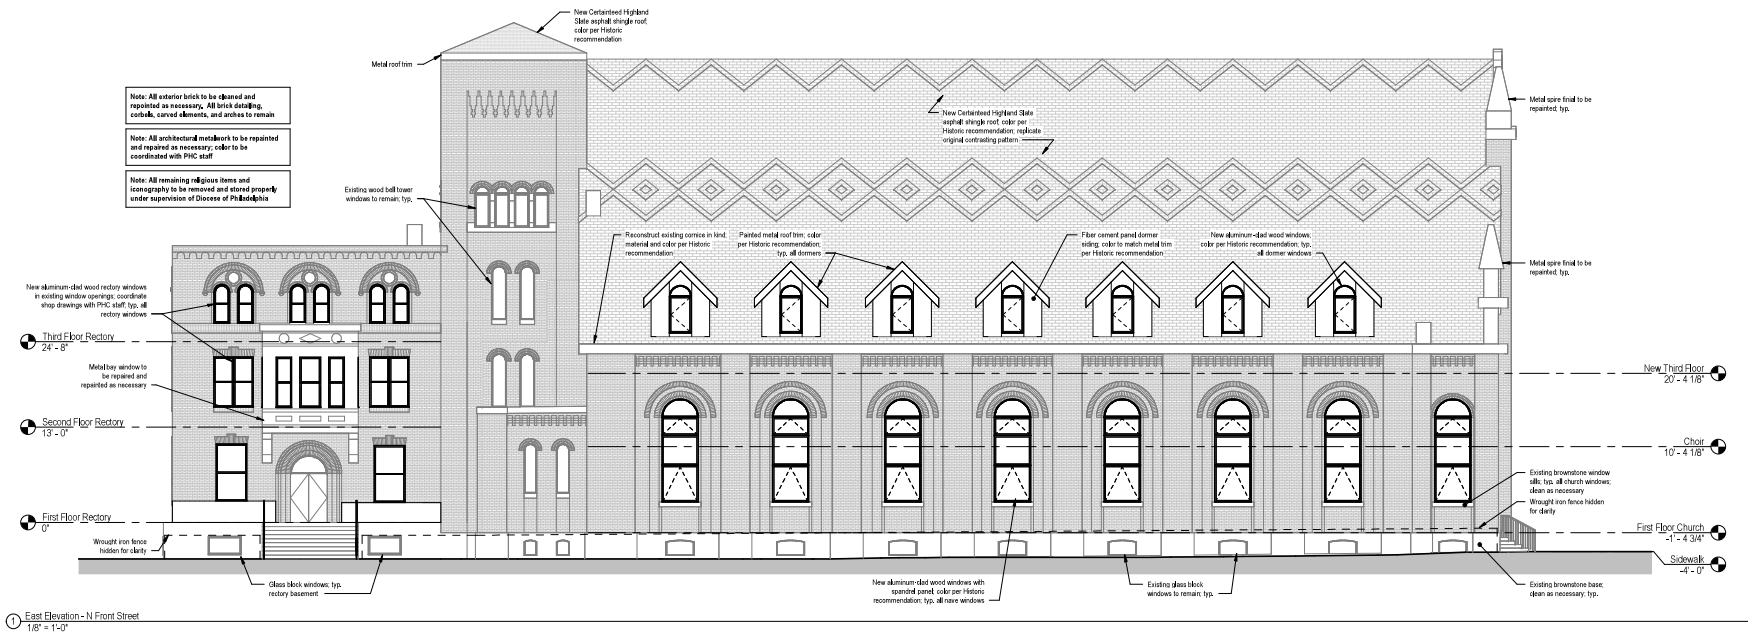 New Certainteed Highland
Slate asphalt shingle roof;
color per Historic
recommendation
Metal roof trim
Note: All exterior brick to be cleaned and
repointed as necessary. All brick detailing,
corbels, carved elements, and arches to remain
Note: All architectural metalwork to be repainted
and repaired as necessary; color to be
coordinated with PHC staff
Note: All remaining religious items and
iconography to be removed and stored properly
under supervision of Diocese of Philadelphia
Metal spire finial to be
repainted; typ.
New Certainteed Highland Slate
asphalt shingle roof; color per
Historic recommendation; replicate
original contrasting pattern
Existing wood bell tower
windows to remain; typ.
Reconstruct existing cornice in kind;
material and color per Historic
recommendation
Painted metal roof trim; color
per Historic recommendation;
typ. all dormers
Fiber cement panel dormer
siding; color to match metal trim
per Historic recommendation
New aluminum-clad wood windows;
color per Historic recommendation; typ.
all dormer windows
Metal spire finial to be
repainted; typ.
New aluminum-clad wood rectory windows
in existing window openings; coordinate
shop drawings with PHC staff; typ. all
rectory windows
Third Floor Rectory
24' - 8"
Metal bay window to
be repaired and
repainted as necessary
New Third Floor
20' - 4 1/8"
Second Floor Rectory
13' - 0"
Choir
10' - 4 1/8"
Existing brownstone window
sills; typ. all church windows;
clean as necessary
Wrought iron fence hidden
for clarity
First Floor Rectory
0"
First Floor Church
-1' - 4 3/4"
Wrought iron fence
hidden for clarity
Sidewalk
-4' - 0"
Glass block windows; typ.
rectory basement
New aluminum-clad wood windows with
spandrel panel; color per Historic
recommendation; typ. all nave windows
Existing glass block
windows to remain; typ.
Existing brownstone base;
clean as necessary; typ.
1
East Elevation - N Front Street
1/8" = 1'-0"